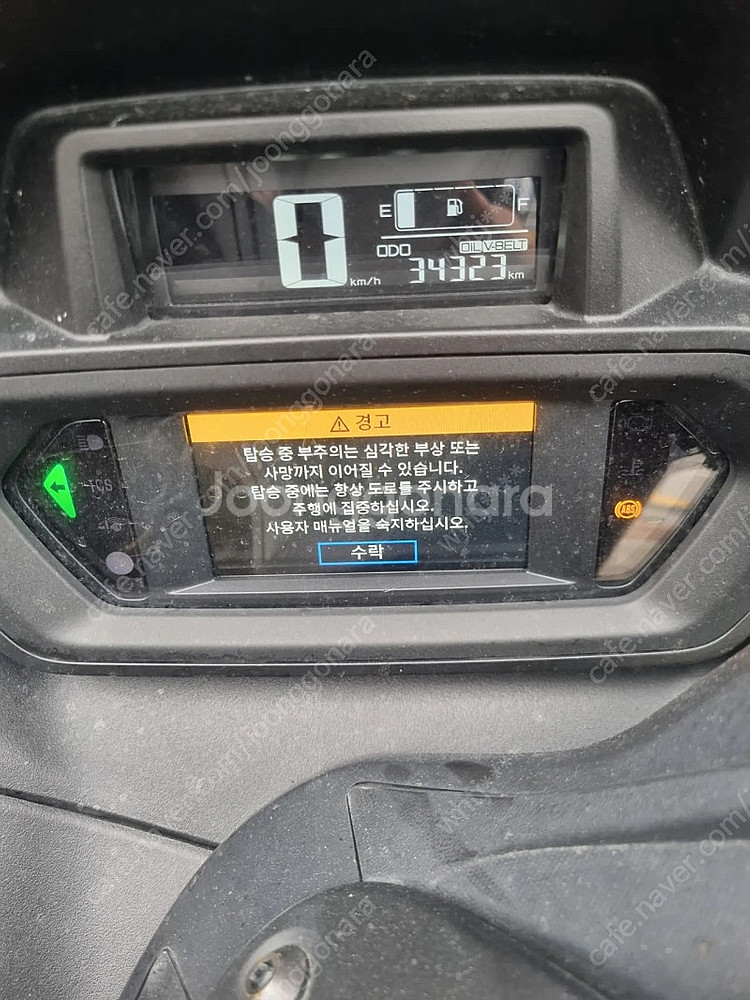 0 km/h
E F
ODO OIL V-BELT
34323 km
경고
탑승 중 부주의는 심각한 부상 또는
사망까지 이어질 수 있습니다.
탑승 중에는 항상 도로를 주시하고
주행에 집중하십시오.
사용자 매뉴얼을 숙지하십시오.
수락
ABS
Joonggonara
cafe.naver.com/joonggonara